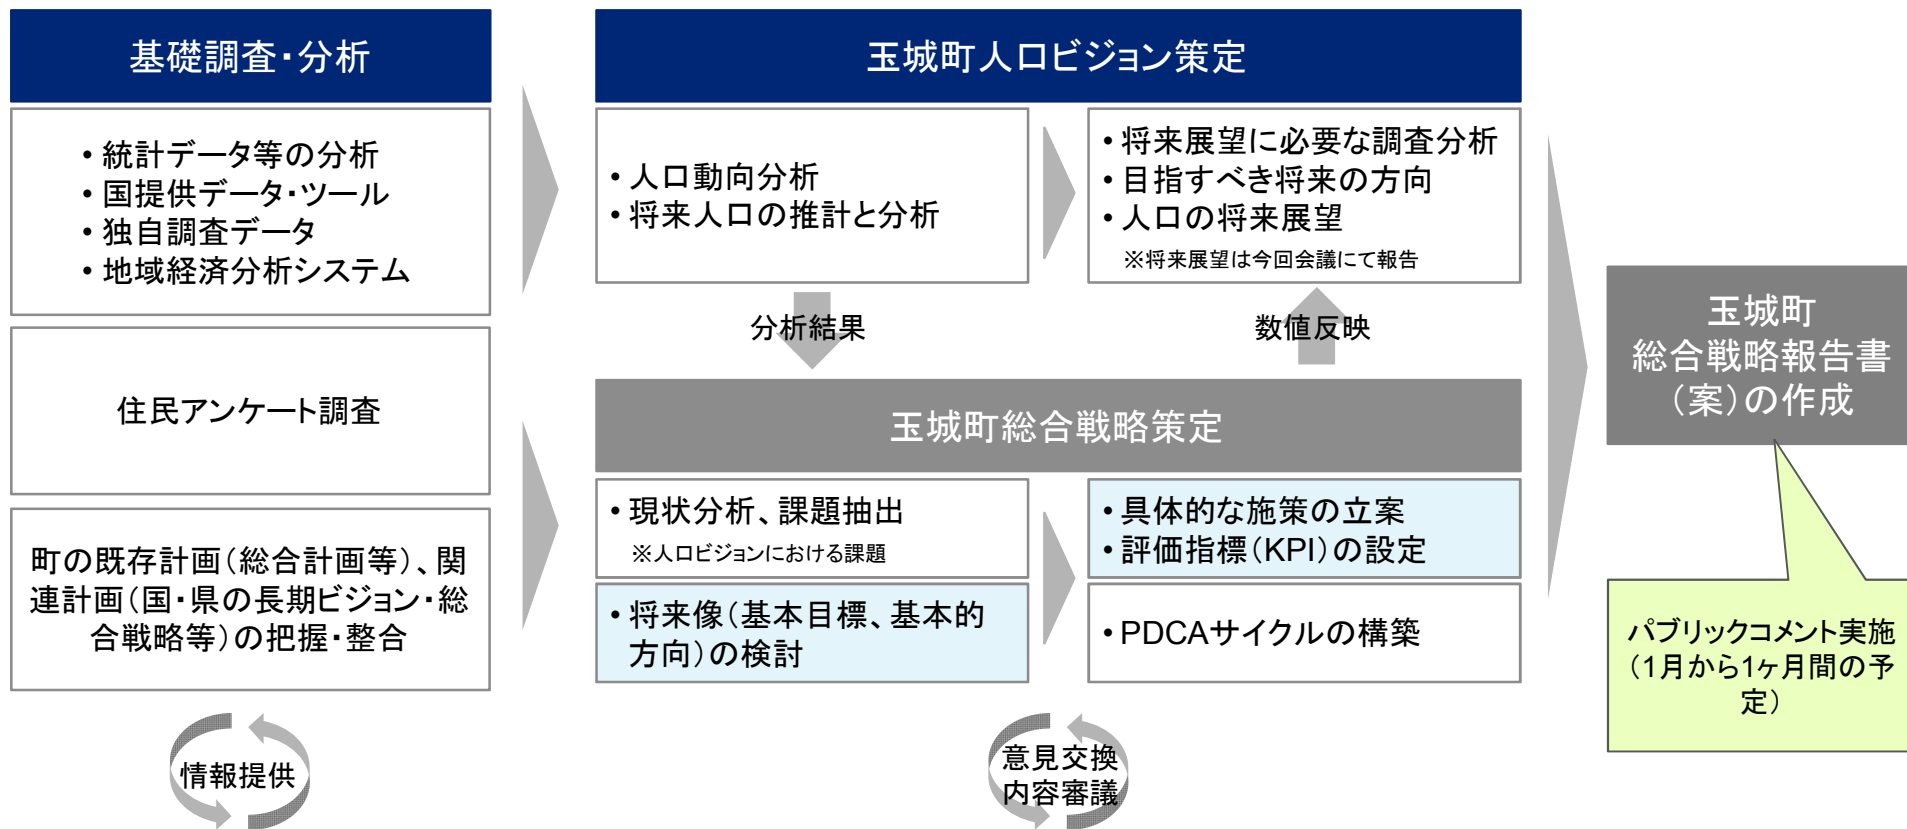 基礎調査・分析
・統計データ等の分析
・国提供データ・ツール
・独自調査データ
・地域経済分析システム
住民アンケート調査
町の既存計画（総合計画等）、関
連計画（国・県の長期ビジョン・総
合戦略等）の把握・整合
情報提供
玉城町人口ビジョン策定
・人口動向分析
・将来人口の推計と分析
・将来展望に必要な調査分析
・目指すべき将来の方向
・人口の将来展望
※将来展望は今回会議にて報告
分析結果
数値反映
玉城町総合戦略策定
・現状分析、課題抽出
※人口ビジョンにおける課題
・将来像（基本目標、基本的
方向）の検討
・具体的な施策の立案
・評価指標（KPI）の設定
・PDCAサイクルの構築
意見交換
内容審議
玉城町
総合戦略報告書
（案）の作成
パブリックコメント実施
（1月から1ヶ月間の予
定）